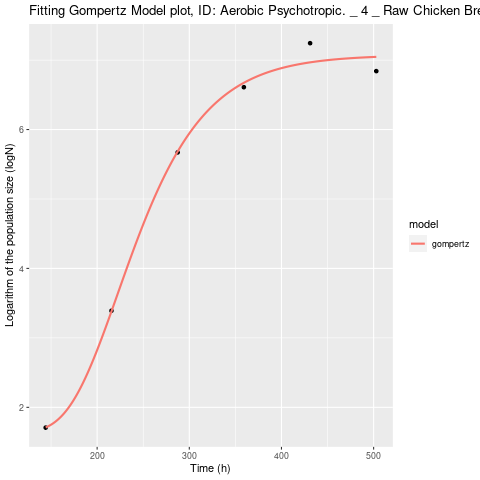 Fitting Gompertz Model plot, ID: Aerobic Psychotropic. _ 4 _ Raw Chicken Bre
Logarithm of the population size (logN)
6
4
2
200 300 400 500
Time (h)
model
gompertz